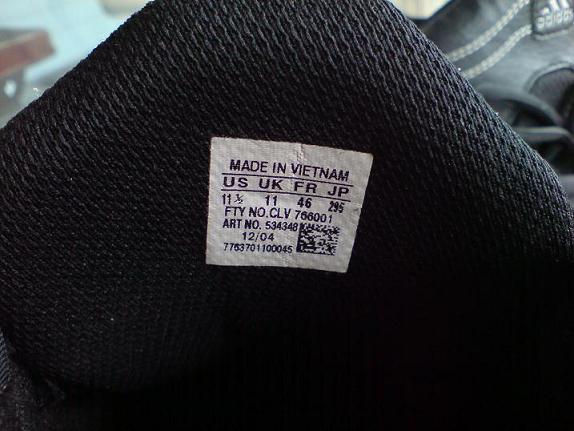 MADE IN VIETNAM
US UK FR JP
11½ 11 46 295
FTY NO.CLV 766001
ART NO. 534348
12/04
7763701100045
adidas